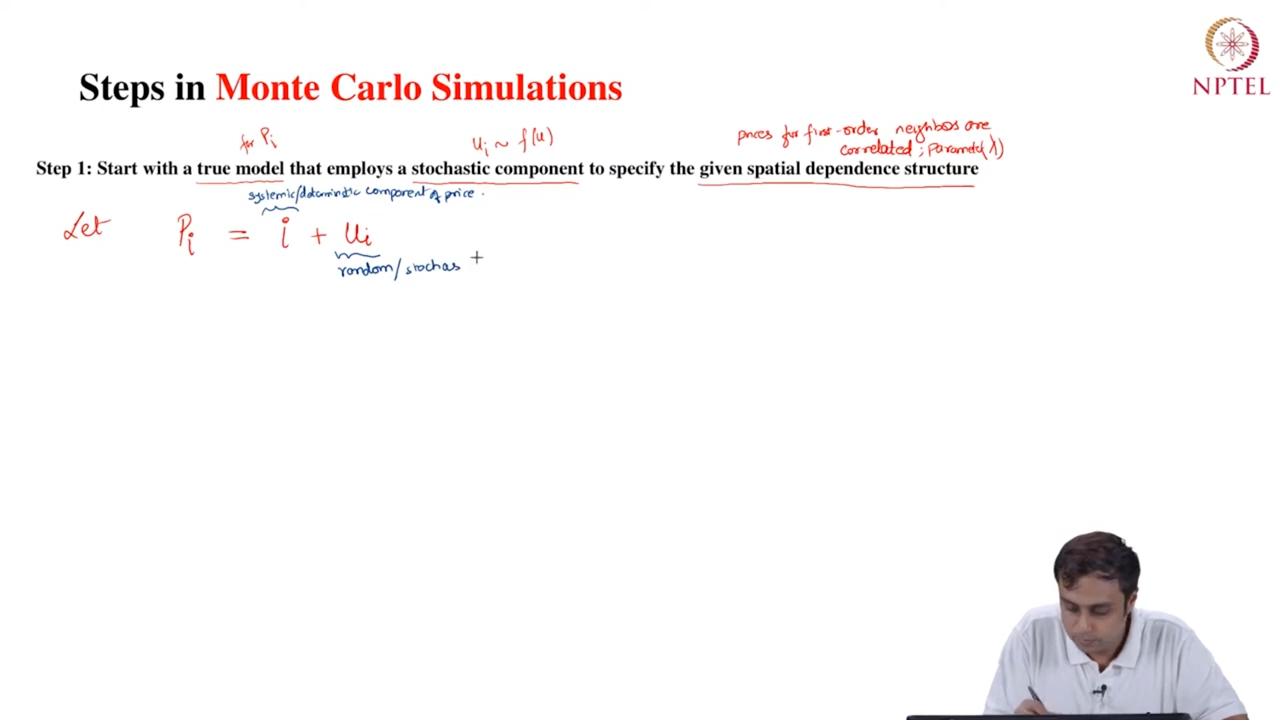 NPTEL
Steps in Monte Carlo Simulations
for Pi
ui ~ f(u)
prices for first-order neighbors are
correlated; parameter(λ)
Step 1: Start with a true model that employs a stochastic component to specify the given spatial dependence structure
systemic/deterministic component of price.
Let Pi = i + ui
random/stochas